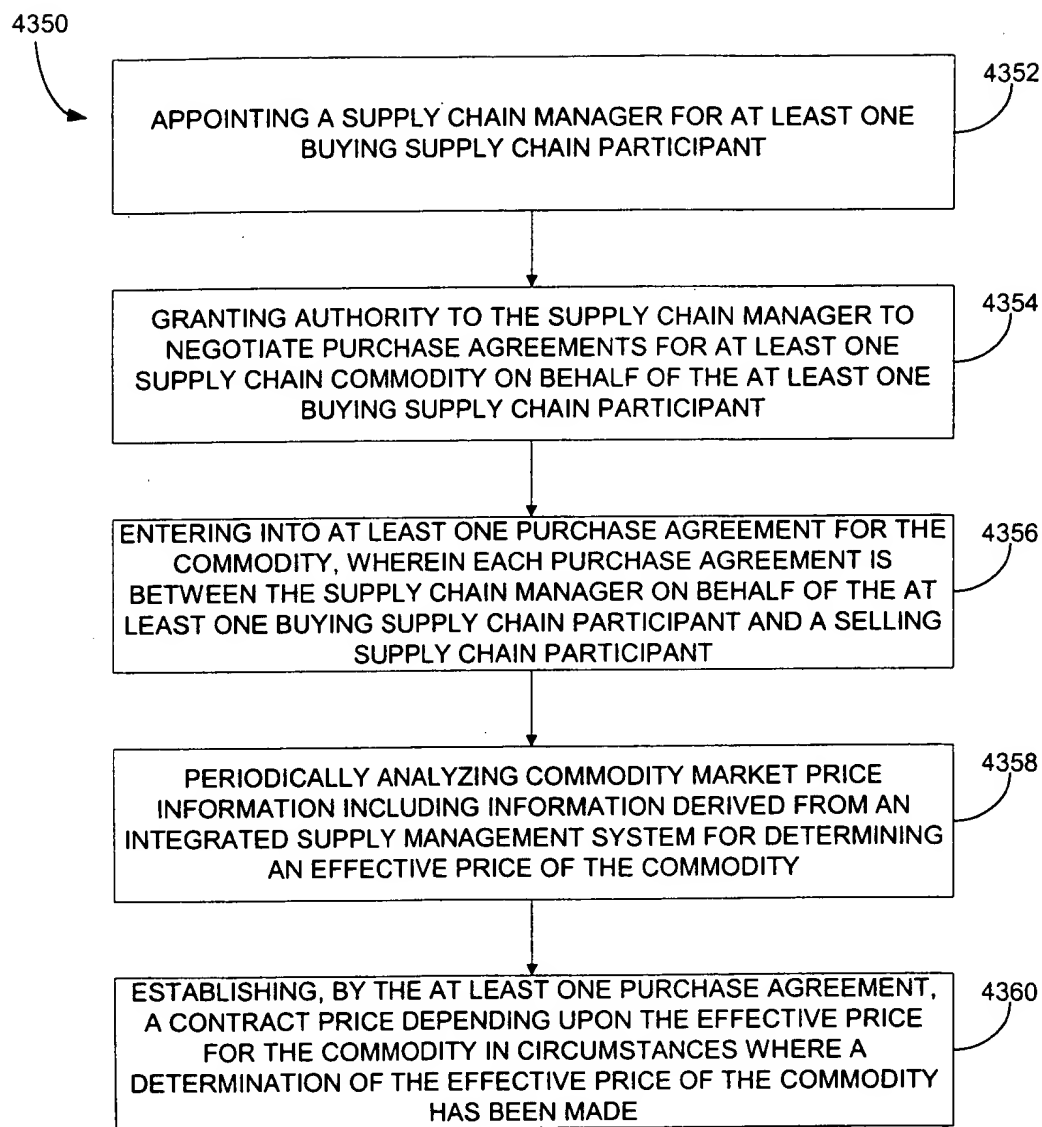 4350
4352
APPOINTING A SUPPLY CHAIN MANAGER FOR AT LEAST ONE
BUYING SUPPLY CHAIN PARTICIPANT
4354
GRANTING AUTHORITY TO THE SUPPLY CHAIN MANAGER TO
NEGOTIATE PURCHASE AGREEMENTS FOR AT LEAST ONE
SUPPLY CHAIN COMMODITY ON BEHALF OF THE AT LEAST ONE
BUYING SUPPLY CHAIN PARTICIPANT
4356
ENTERING INTO AT LEAST ONE PURCHASE AGREEMENT FOR THE
COMMODITY, WHEREIN EACH PURCHASE AGREEMENT IS
BETWEEN THE SUPPLY CHAIN MANAGER ON BEHALF OF THE AT
LEAST ONE BUYING SUPPLY CHAIN PARTICIPANT AND A SELLING
SUPPLY CHAIN PARTICIPANT
4358
PERIODICALLY ANALYZING COMMODITY MARKET PRICE
INFORMATION INCLUDING INFORMATION DERIVED FROM AN
INTEGRATED SUPPLY MANAGEMENT SYSTEM FOR DETERMINING
AN EFFECTIVE PRICE OF THE COMMODITY
4360
ESTABLISHING, BY THE AT LEAST ONE PURCHASE AGREEMENT,
A CONTRACT PRICE DEPENDING UPON THE EFFECTIVE PRICE
FOR THE COMMODITY IN CIRCUMSTANCES WHERE A
DETERMINATION OF THE EFFECTIVE PRICE OF THE COMMODITY
HAS BEEN MADE